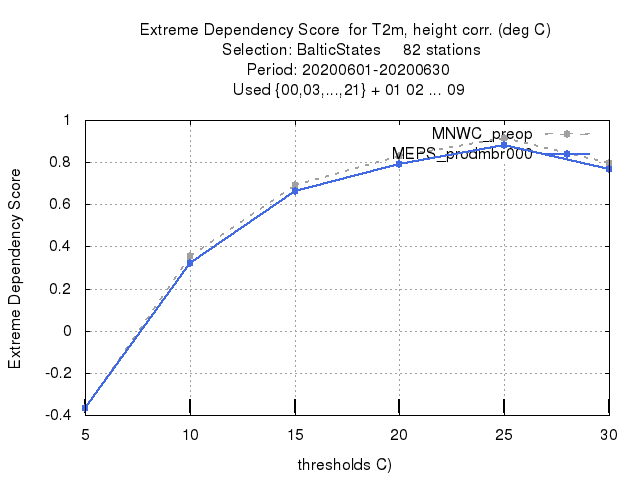 Extreme Dependency Score  for T2m, height corr. (deg C)
Selection: BalticStates     82 stations
Period: 20200601-20200630
Used {00,03,...,21} + 01 02 ... 09
MNWC_preop
MEPS_prodmbr000
Extreme Dependency Score
1
0.8
0.6
0.4
0.2
0
-0.2
-0.4
5 10 15 20 25 30
thresholds C)